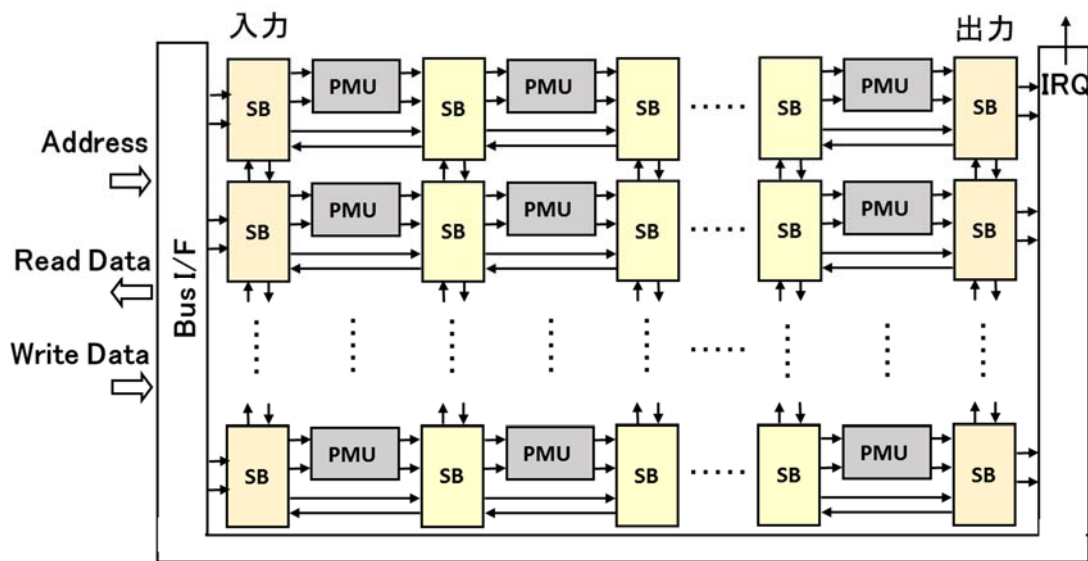 入力
出力
IRQ
SB PMU SB PMU SB SB PMU SB
Address
SB PMU SB PMU SB SB PMU SB
Read Data
Bus I/F
Write Data
SB PMU SB PMU SB SB PMU SB